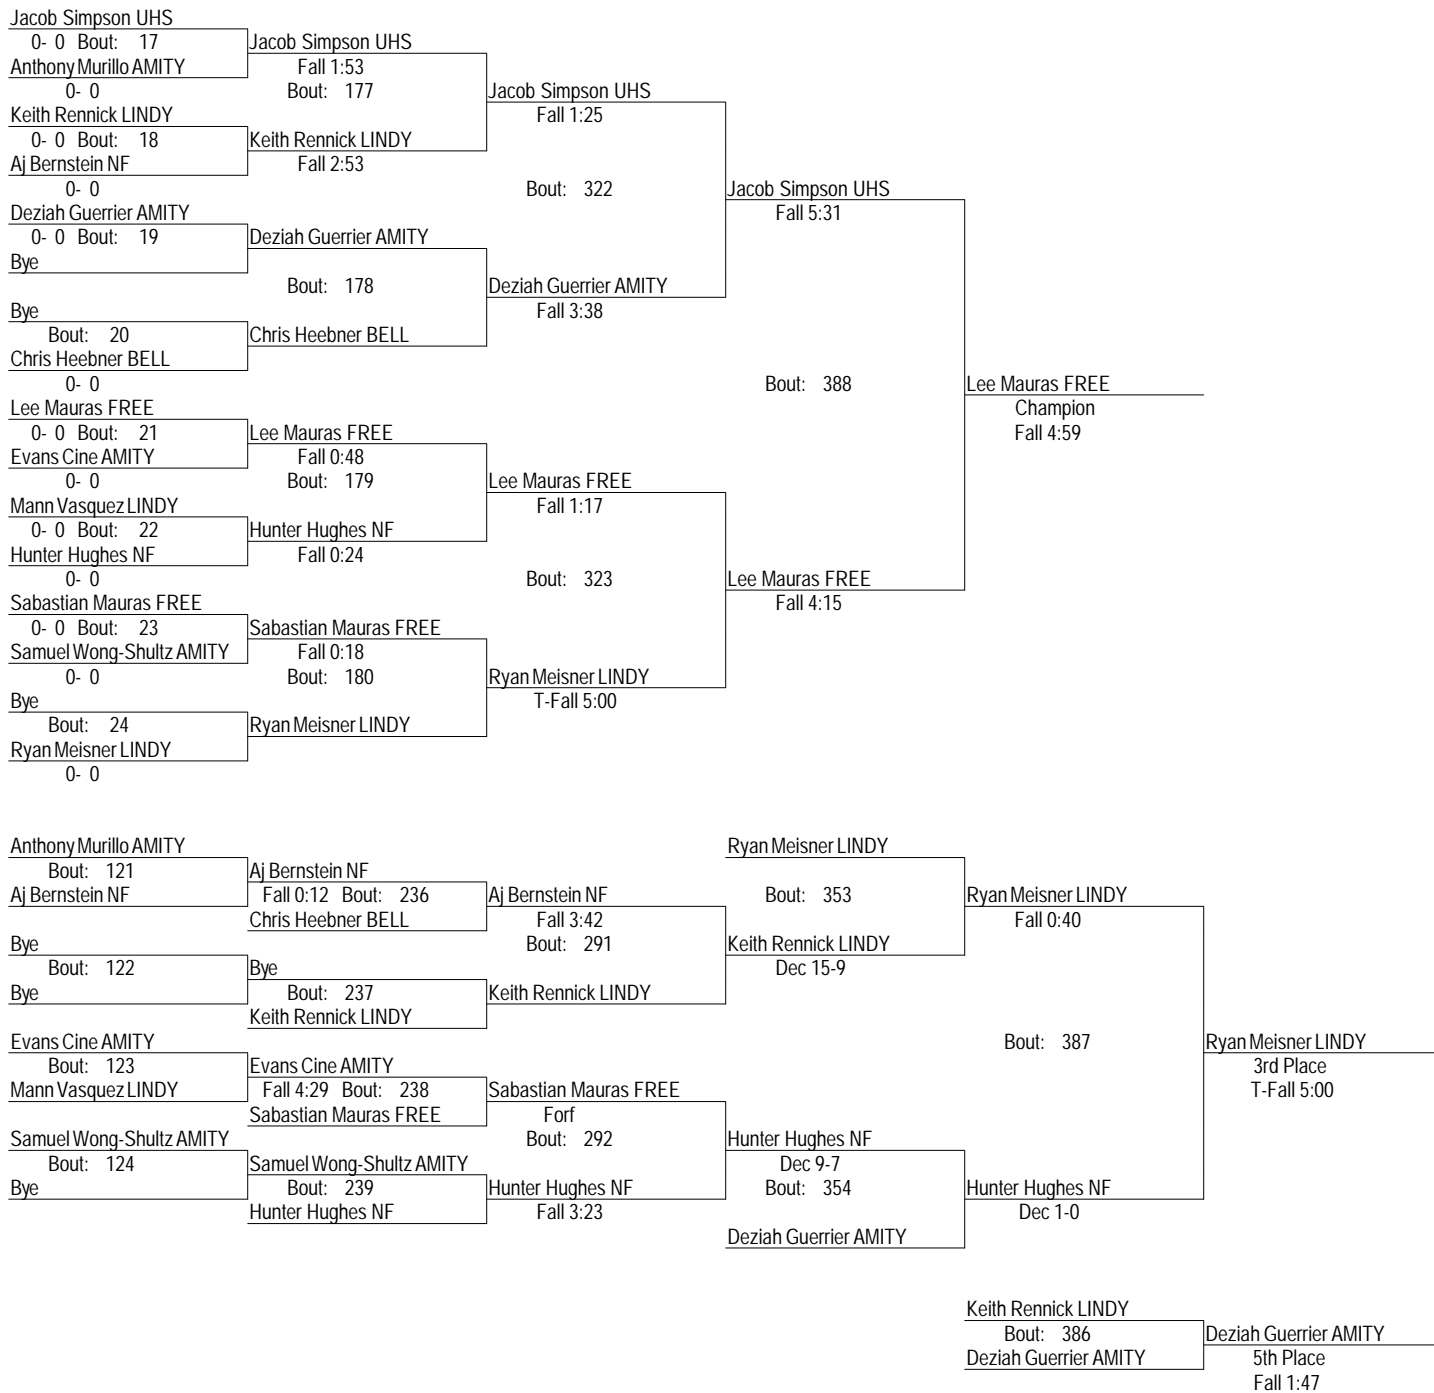 Jacob Simpson UHS
0- 0 Bout: 17 Jacob Simpson UHS
Anthony Murillo AMITY Fall 1:53
0- 0 Bout: 177 Jacob Simpson UHS
Keith Rennick LINDY Fall 1:25
0- 0 Bout: 18 Keith Rennick LINDY
Aj Bernstein NF Fall 2:53
0- 0 Bout: 322 Jacob Simpson UHS
Deziah Guerrier AMITY Fall 5:31
0- 0 Bout: 19 Deziah Guerrier AMITY
Bye
Bout: 178 Deziah Guerrier AMITY
Bye Fall 3:38
Bout: 20 Chris Heebner BELL
Chris Heebner BELL
0- 0 Bout: 388 Lee Mauras FREE
Lee Mauras FREE Champion
0- 0 Bout: 21 Lee Mauras FREE Fall 4:59
Evans Cine AMITY Fall 0:48
0- 0 Bout: 179 Lee Mauras FREE
Mann Vasquez LINDY Fall 1:17
0- 0 Bout: 22 Hunter Hughes NF
Hunter Hughes NF Fall 0:24
0- 0 Bout: 323 Lee Mauras FREE
Sabastian Mauras FREE Fall 4:15
0- 0 Bout: 23 Sabastian Mauras FREE
Samuel Wong-Shultz AMITY Fall 0:18
0- 0 Bout: 180 Ryan Meisner LINDY
Bye T-Fall 5:00
Bout: 24 Ryan Meisner LINDY
Ryan Meisner LINDY
0- 0
Anthony Murillo AMITY Ryan Meisner LINDY
Bout: 121 Aj Bernstein NF
Aj Bernstein NF Fall 0:12 Bout: 236 Aj Bernstein NF Bout: 353 Ryan Meisner LINDY
Chris Heebner BELL Fall 3:42 Fall 0:40
Bye Bout: 291 Keith Rennick LINDY
Bout: 122 Bye Dec 15-9
Bye Bout: 237 Keith Rennick LINDY
Keith Rennick LINDY
Evans Cine AMITY Bout: 387 Ryan Meisner LINDY
Bout: 123 Evans Cine AMITY 3rd Place
Mann Vasquez LINDY Fall 4:29 Bout: 238 Sabastian Mauras FREE T-Fall 5:00
Sabastian Mauras FREE Forf
Samuel Wong-Shultz AMITY Bout: 292 Hunter Hughes NF
Bout: 124 Samuel Wong-Shultz AMITY Dec 9-7
Bye Bout: 239 Hunter Hughes NF Bout: 354 Hunter Hughes NF
Hunter Hughes NF Fall 3:23 Dec 1-0
Deziah Guerrier AMITY
Keith Rennick LINDY
Bout: 386 Deziah Guerrier AMITY
Deziah Guerrier AMITY 5th Place
Fall 1:47